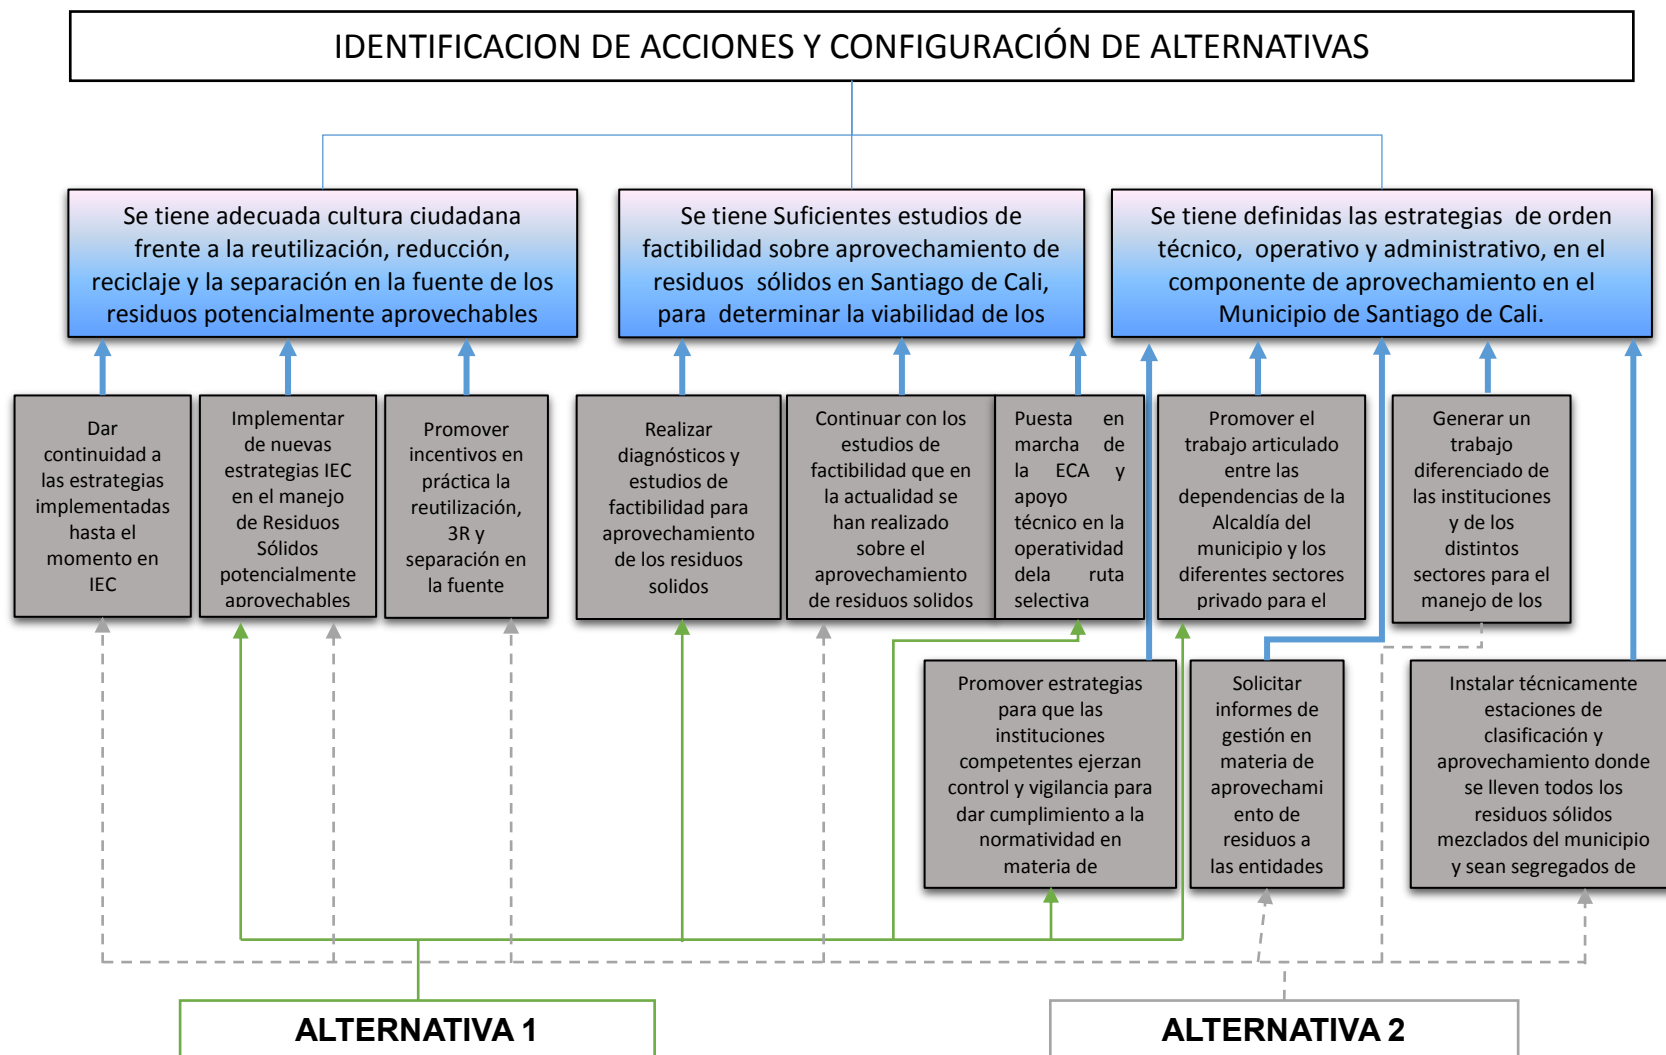 IDENTIFICACION DE ACCIONES Y CONFIGURACIÓN DE ALTERNATIVAS
Se tiene adecuada cultura ciudadana
frente a la reutilización, reducción,
reciclaje y la separación en la fuente de los
residuos potencialmente aprovechables
Se tiene Suficientes estudios de
factibilidad sobre aprovechamiento de
residuos sólidos en Santiago de Cali,
para determinar la viabilidad de los
Se tiene definidas las estrategias de orden
técnico, operativo y administrativo, en el
componente de aprovechamiento en el
Municipio de Santiago de Cali.
Dar
continuidad a
las estrategias
implementadas
hasta el
momento en
IEC
Implementar
de nuevas
estrategias IEC
en el manejo
de Residuos
Sólidos
potencialmente
aprovechables
Promover
incentivos en
práctica la
reutilización,
3R y
separación en
la fuente
Realizar
diagnósticos y
estudios de
factibilidad para
aprovechamiento
de los residuos
solidos
Continuar con los
estudios de
factibilidad que en
la actualidad se
han realizado
sobre el
aprovechamiento
de residuos solidos
Puesta en
marcha de
la ECA y
apoyo
técnico en la
operatividad
dela ruta
selectiva
Promover el
trabajo articulado
entre las
dependencias de la
Alcaldía del
municipio y los
diferentes sectores
privado para el
Generar un
trabajo
diferenciado de
las instituciones
y de los
distintos
sectores para el
manejo de los
Promover estrategias
para que las
instituciones
competentes ejerzan
control y vigilancia para
dar cumplimiento a la
normatividad en
materia de
Solicitar
informes de
gestión en
materia de
aprovechami
ento de
residuos a
las entidades
Instalar técnicamente
estaciones de
clasificación y
aprovechamiento donde
se lleven todos los
residuos sólidos
mezclados del municipio
y sean segregados de
ALTERNATIVA 1
ALTERNATIVA 2